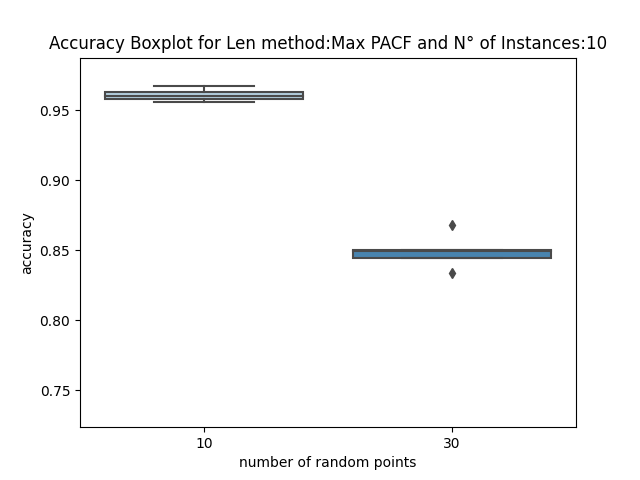 Accuracy Boxplot for Len method:Max PACF and N° of Instances:10
0.95
0.90
0.85
0.80
0.75
accuracy
10 30
number of random points